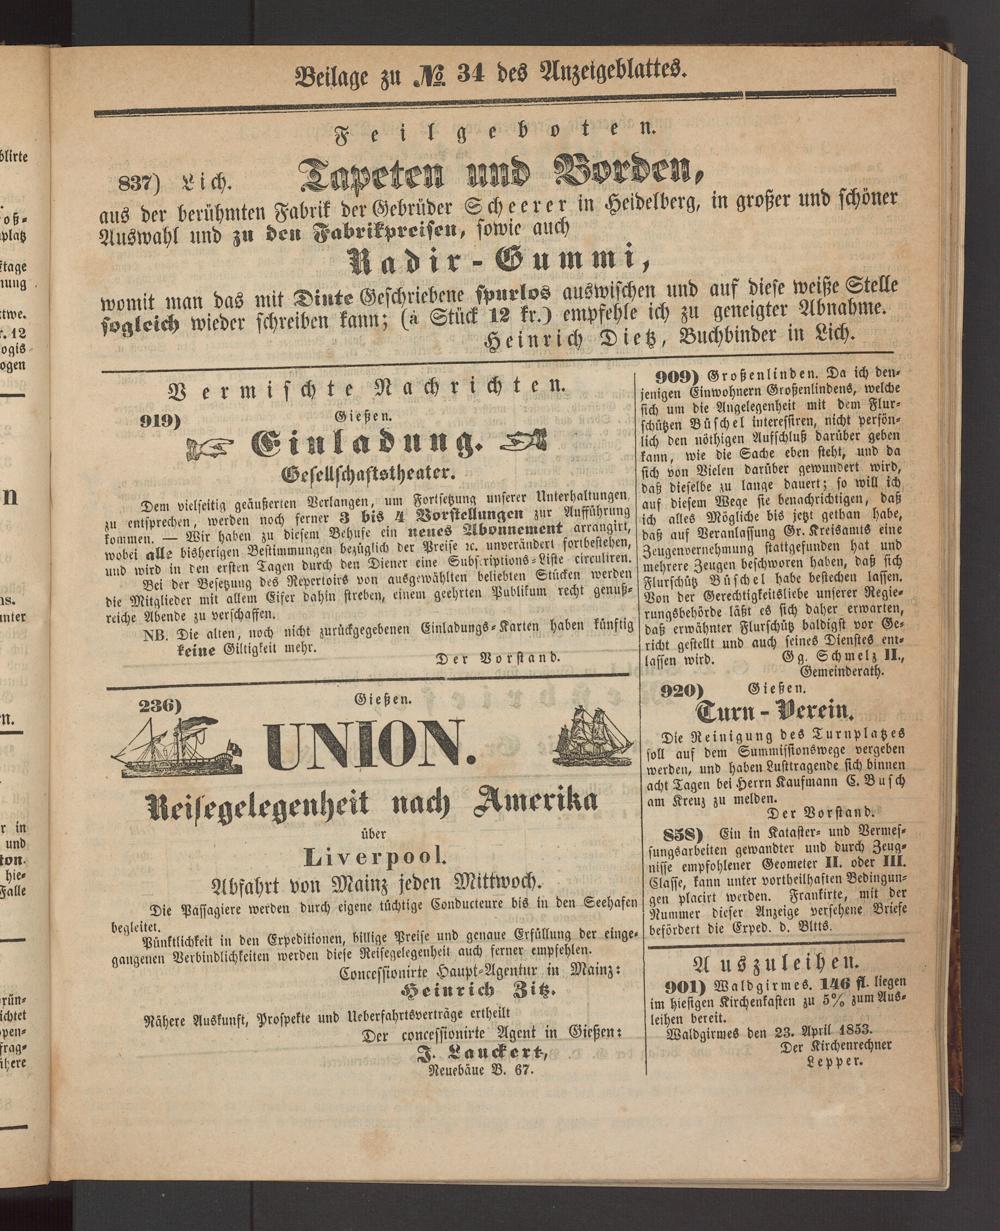 Beilage zu № 34 des Anzeigeblattes.
Feilgeboten.
837) Lich. Tapeten und Borden,
aus der berühmten Fabrik der Gebrüder Scheerer in Heidelberg, in großer und schöner
Auswahl und zu den Fabrikpreisen, sowie auch
Radir-Gummi,
womit man das mit Dinte Geschriebene spurlos auswischen und auf diese weiße Stelle
sogleich wieder schreiben kann; (à Stück 12 kr.) empfehle ich zu geneigter Abnahme.
Heinrich Dietz, Buchbinder in Lich.
Vermischte Nachrichten.
919) Gießen.
Einladung.
Gesellschaftstheater.
Dem vielseitig geäußerten Verlangen, um Fortsetzung unserer Unterhaltungen
zu entsprechen, werden noch ferner 3 bis 4 Vorstellungen zur Aufführung
kommen. — Wir haben zu diesem Behufe ein neues Abonnement arrangirt,
wobei alle bisherigen Bestimmungen bezüglich der Preise ꝛc. unverändert fortbestehen,
und wird in den ersten Tagen durch den Diener eine Subscriptions-Liste circuliren.
Bei der Besetzung des Repertoirs von ausgewählten beliebten Stücken werden
die Mitglieder mit allem Eifer dahin streben, einem geehrten Publikum recht genuß-
reiche Abende zu verschaffen.
NB. Die alten, noch nicht zurückgegebenen Einladungs-Karten haben künftig
keine Giltigkeit mehr.
Der Vorstand.
236) Gießen.
UNION.
Reisegelegenheit nach Amerika
über
Liverpool.
Abfahrt von Mainz jeden Mittwoch.
Die Passagiere werden durch eigene tüchtige Conducteure bis in den Seehafen
begleitet.
Pünktlichkeit in den Expeditionen, billige Preise und genaue Erfüllung der einge-
gangenen Verbindlichkeiten werden diese Reisegelegenheit auch ferner empfehlen.
Concessionirte Haupt-Agentur in Mainz:
Heinrich Zitz.
Nähere Auskunft, Prospekte und Ueberfahrtsverträge ertheilt
Der concessionirte Agent in Gießen:
J. Lauckert,
Neuebäue B. 67.
909) Großenlinden. Da ich den-
jenigen Einwohnern Großenlindens, welche
sich um die Angelegenheit mit dem Flur-
schützen Büschel interessiren, nicht persön-
lich den nöthigen Aufschluß darüber geben
kann, wie die Sache eben steht, und da
sich von Vielen darüber gewundert wird,
daß dieselbe zu lange dauert; so will ich
auf diesem Wege sie benachrichtigen, daß
ich alles Mögliche bis jetzt gethan habe,
daß auf Veranlassung Gr. Kreisamts eine
Zeugenvernehmung stattgefunden hat und
mehrere Zeugen beschworen haben, daß sich
Flurschütz Büschel habe bestechen lassen.
Von der Gerechtigkeitsliebe unserer Regie-
rungsbehörde läßt es sich daher erwarten,
daß erwähnter Flurschütz baldigst vor Ge-
richt gestellt und auch seines Dienstes ent-
lassen wird. Gg. Schmelz II.,
Gemeinderath.
920) Gießen.
Turn-Verein.
Die Reinigung des Turnplatzes
soll auf dem Summissionswege vergeben
werden, und haben Lusttragende sich binnen
acht Tagen bei Herrn Kaufmann C. Busch
am Kreuz zu melden.
Der Vorstand.
858) Ein in Kataster- und Vermes-
sungsarbeiten gewandter und durch Zeug-
nisse empfohlener Geometer II. oder III.
Classe, kann unter vortheilhaften Bedingun-
gen placirt werden. Frankirte, mit der
Nummer dieser Anzeige versehene Briefe
befördert die Exped. d. Bltts.
Auszuleihen.
901) Waldgirmes. 146 fl. liegen
im hiesigen Kirchenkasten zu 5% zum Aus-
leihen bereit.
Waldgirmes den 23. April 1853.
Der Kirchenrechner
Lepper.